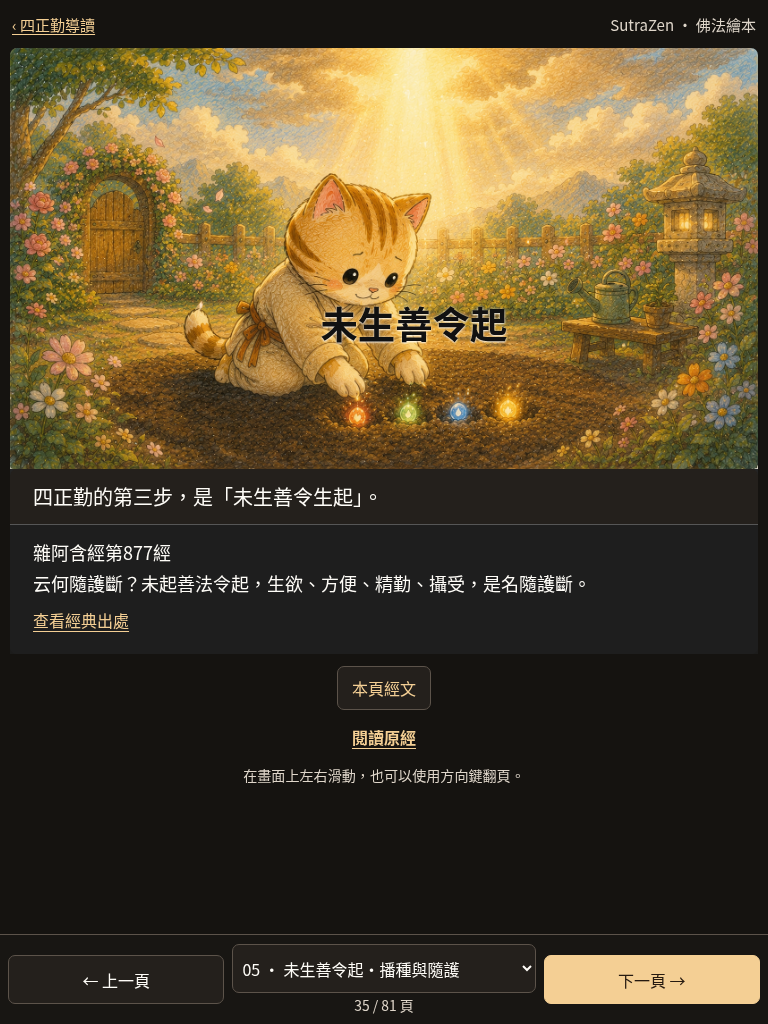 ‹ 四正勤導讀
SutraZen · 佛法繪本
未生善令起
四正勤的第三步，是「未生善令生起」。
雜阿含經第877經
云何隨護斷？未起善法令起，生欲、方便、精勤、攝受，是名隨護斷。
查看經典出處
本頁經文
閱讀原經
在畫面上左右滑動，也可以使用方向鍵翻頁。
← 上一頁
05 · 未生善令起·播種與隨護
35 / 81 頁
下一頁 →